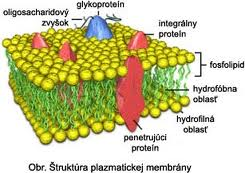 glykoproteín
oligosacharidový
zvyšok
integrálny
proteín
fosfolipid
hydrofóbna
oblasť
hydrofilná
oblasť
penetrujúci
proteín
Obr. Štruktúra plazmatickej membrány